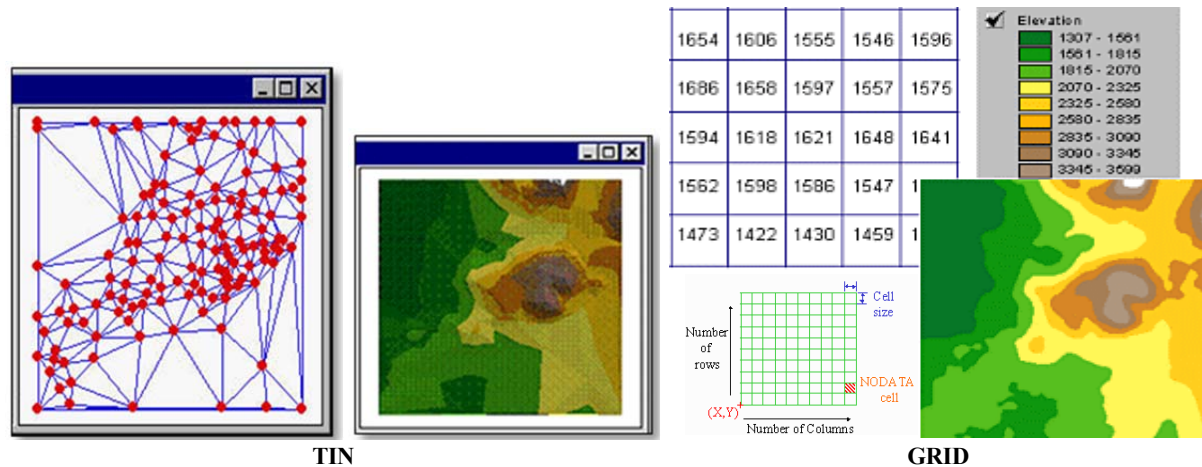 1654 1606 1555 1546 1596
1686 1658 1597 1557 1575
1594 1618 1621 1648 1641
1562 1598 1586 1547 1
1473 1422 1430 1459 1
Elevation
1307 - 1561
1561 - 1815
1815 - 2070
2070 - 2325
2325 - 2580
2580 - 2835
2835 - 3090
3090 - 3345
3345 - 3599
Cell
size
Number
of
rows
NODATA
cell
(X,Y)
Number of Columns
TIN
GRID